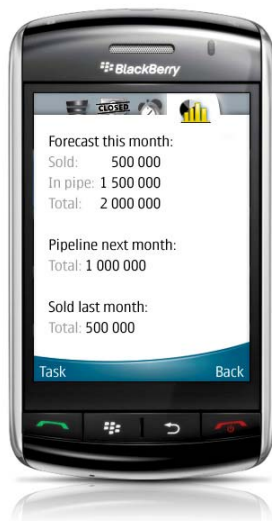 BlackBerry
CLOSED
Forecast this month:
Sold: 500 000
In pipe: 1 500 000
Total: 2 000 000
Pipeline next month:
Total: 1 000 000
Sold last month:
Total: 500 000
Task Back